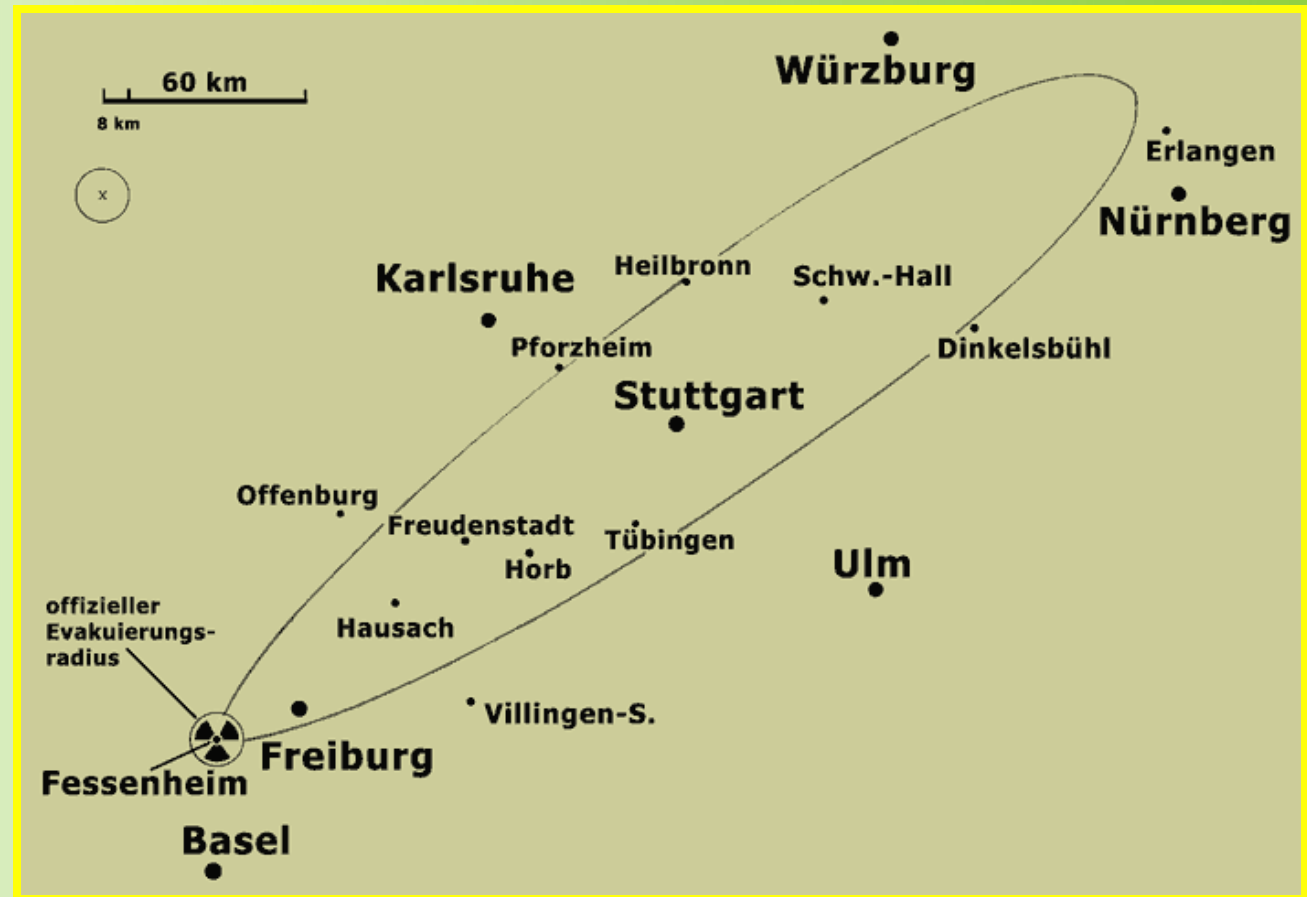 Würzburg
60 km
8 km
x
Erlangen
Nürnberg
Heilbronn
Schw.-Hall
Karlsruhe
Pforzheim
Dinkelsbühl
Stuttgart
Offenburg
Freudenstadt
Tübingen
Horb
Ulm
offizieller
Evakuierungs-
radius
Hausach
Villingen-S.
Freiburg
Fessenheim
Basel